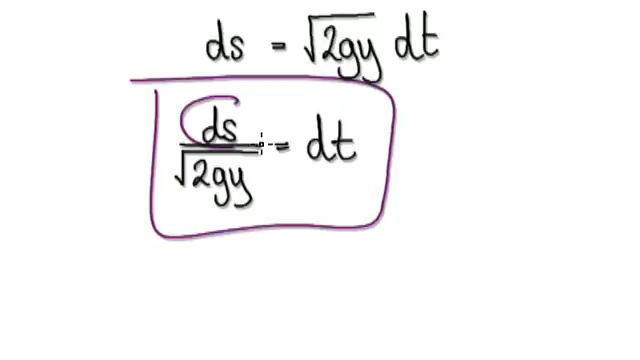 ds = √2gy dt
ds/√2gy = dt